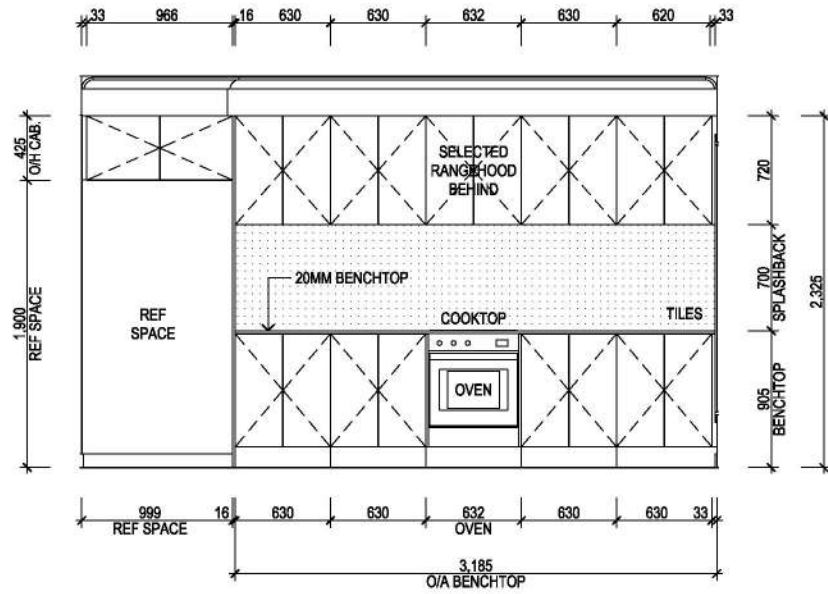 33 966 16 630 630 632 630 620 33
425
O/H CAB.
SELECTED
RANGEHOOD
BEHIND
720
20MM BENCHTOP
700
SPLASHBACK
2,325
1,900
REF SPACE
REF
SPACE
COOKTOP
TILES
OVEN
905
BENCHTOP
999 16 630 630 632 630 630 33
REF SPACE OVEN
3,185
O/A BENCHTOP